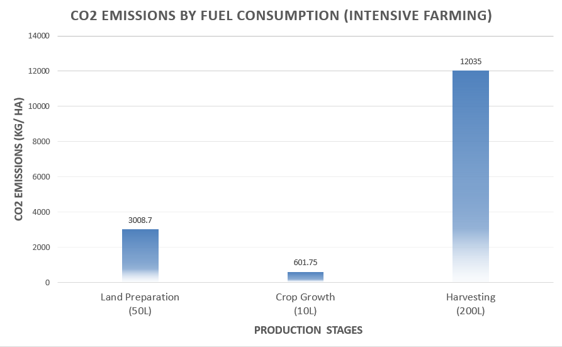 CO2 EMISSIONS BY FUEL CONSUMPTION (INTENSIVE FARMING)
14000
12000
10000
8000
6000
4000
2000
0
CO2 EMISSIONS (KG/ HA)
3008.7
601.75
12035
Land Preparation
(50L)
Crop Growth
(10L)
Harvesting
(200L)
PRODUCTION STAGES